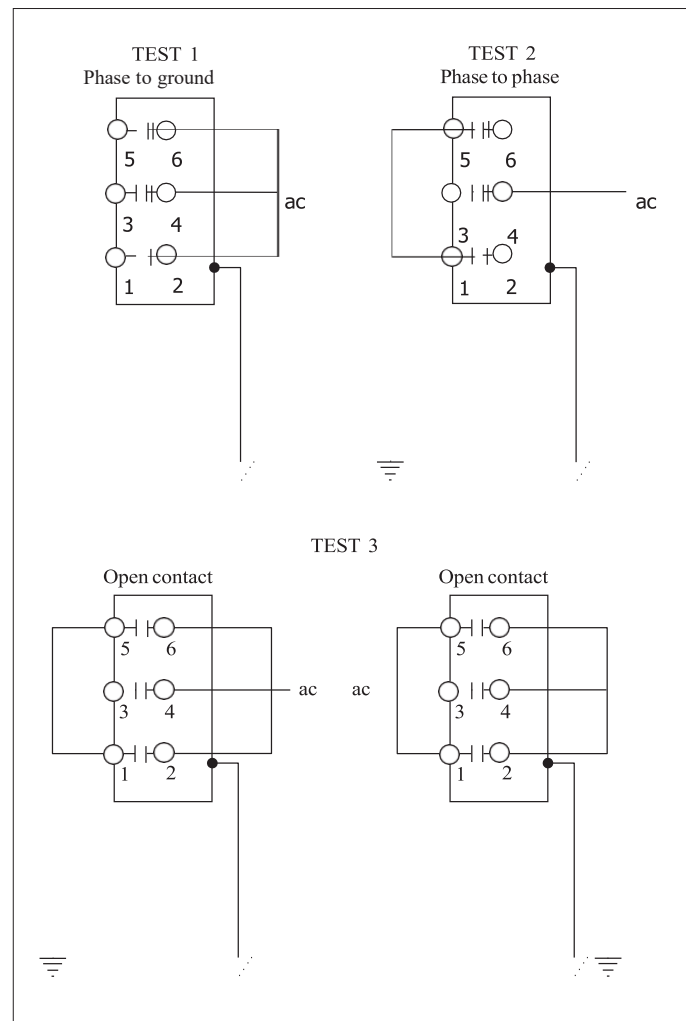 TEST 1
Phase to ground
5 6
3 4
1 2
ac
TEST 2
Phase to phase
5 6
3 4
1 2
ac
TEST 3
Open contact
5 6
3 4
1 2
ac
Open contact
ac
5 6
3 4
1 2